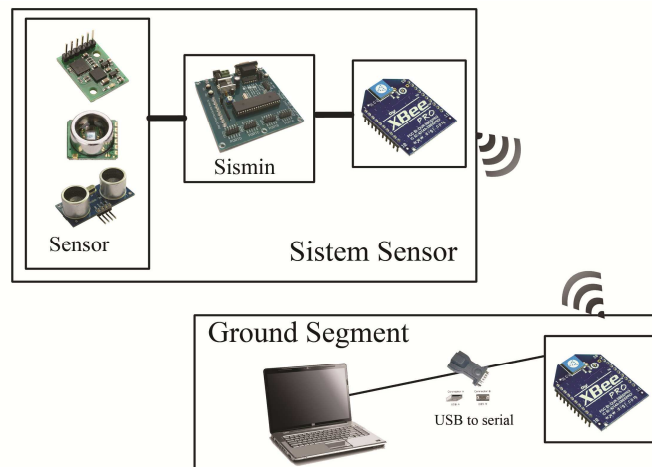 Sensor
Sismin
XBee
PRO
Sistem Sensor
Ground Segment
USB to serial
XBee
PRO